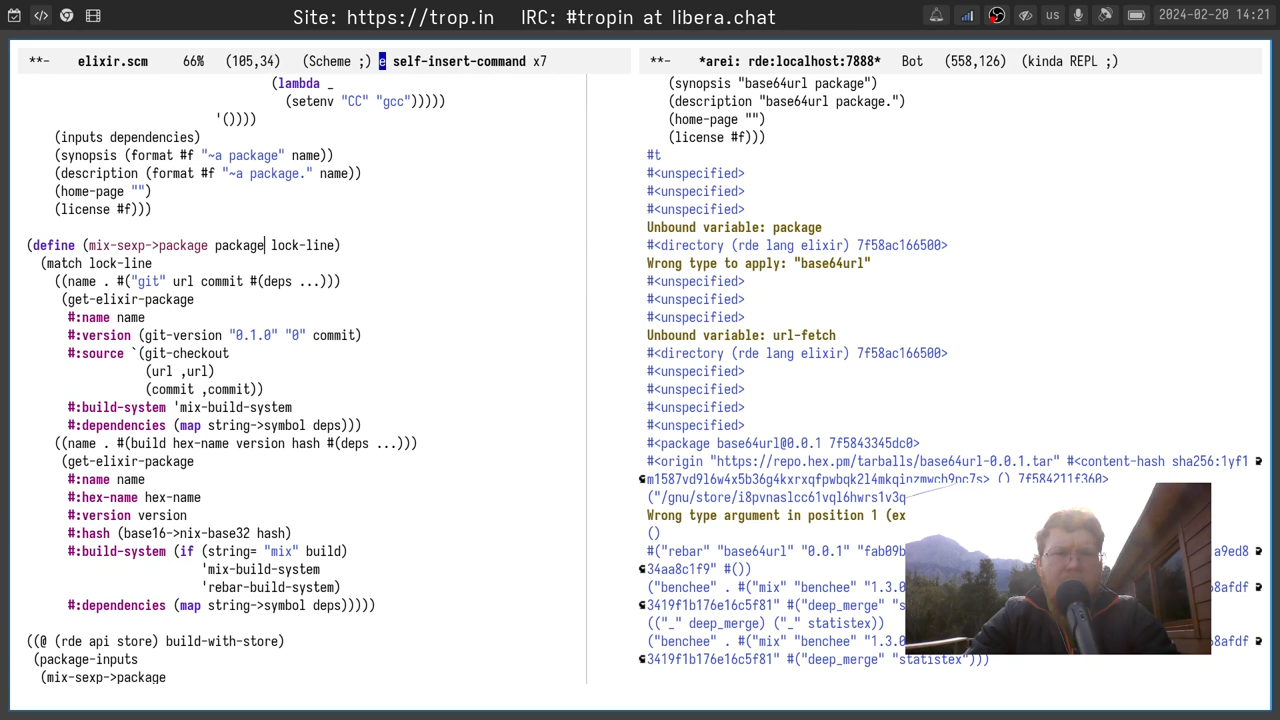 Site: https://trop.in IRC: #tropin at libera.chat
us
2024-02-20 14:21
**- elixir.scm 66% (105,34) (Scheme ;) e self-insert-command x7
(lambda _
(setenv "CC" "gcc")))))
'())))
(inputs dependencies)
(synopsis (format #f "~a package" name))
(description (format #f "~a package." name))
(home-page "")
(license #f)))
(define (mix-sexp->package package lock-line)
(match lock-line
((name . #("git" url commit #(deps ...)))
(get-elixir-package
#:name name
#:version (git-version "0.1.0" "0" commit)
#:source `(git-checkout
(url ,url)
(commit ,commit))
#:build-system 'mix-build-system
#:dependencies (map string->symbol deps)))
((name . #(build hex-name version hash #(deps ...)))
(get-elixir-package
#:name name
#:hex-name hex-name
#:version version
#:hash (base16->nix-base32 hash)
#:build-system (if (string= "mix" build)
'mix-build-system
'rebar-build-system)
#:dependencies (map string->symbol deps)))))
((@ (rde api store) build-with-store)
(package-inputs
(mix-sexp->package
**- *arei: rde:localhost:7888* Bot (558,126) (kinda REPL ;)
(synopsis "base64url package")
(description "base64url package.")
(home-page "")
(license #f)))
#t
#<unspecified>
#<unspecified>
#<unspecified>
Unbound variable: package
#<directory (rde lang elixir) 7f58ac166500>
Wrong type to apply: "base64url"
#<unspecified>
#<unspecified>
#<unspecified>
Unbound variable: url-fetch
#<directory (rde lang elixir) 7f58ac166500>
#<unspecified>
#<unspecified>
#<unspecified>
#<unspecified>
#<package base64url@0.0.1 7f5843345dc0>
#<origin "https://repo.hex.pm/tarballs/base64url-0.0.1.tar" #<content-hash sha256:1yf1
m1587vd9l6w4x5b36g4kxrxqfpwbqk2l4mkqinzmwch9nc7s> () 7f584211f360>
("/gnu/store/i8pvnaslcc61vql6hwrs1v3q
Wrong type argument in position 1 (ex
()
#("rebar" "base64url" "0.0.1" "fab09b a9ed8
34aa8c1f9" #())
("benchee" . #("mix" "benchee" "1.3.0 8afdf
3419f1b176e16c5f81" #("deep_merge" "s
(("_" deep_merge) ("_" statistex))
("benchee" . #("mix" "benchee" "1.3.0 8afdf
3419f1b176e16c5f81" #("deep_merge" "statistex")))